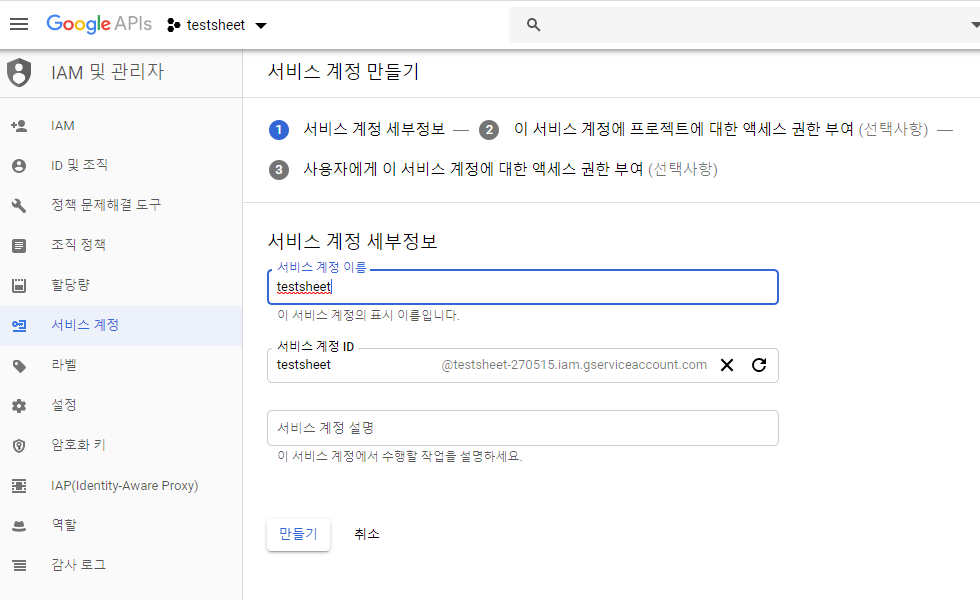 Google APIs testsheet
IAM 및 관리자
IAM
ID 및 조직
정책 문제해결 도구
조직 정책
할당량
서비스 계정
라벨
설정
암호화 키
IAP(Identity-Aware Proxy)
역할
감사 로그
서비스 계정 만들기
1 서비스 계정 세부정보 — 2 이 서비스 계정에 프로젝트에 대한 액세스 권한 부여 (선택사항) —
3 사용자에게 이 서비스 계정에 대한 액세스 권한 부여 (선택사항)
서비스 계정 세부정보
서비스 계정 이름
testsheet
이 서비스 계정의 표시 이름입니다.
서비스 계정 ID
testsheet @testsheet-270515.iam.gserviceaccount.com
서비스 계정 설명
이 서비스 계정에서 수행할 작업을 설명하세요.
만들기 취소